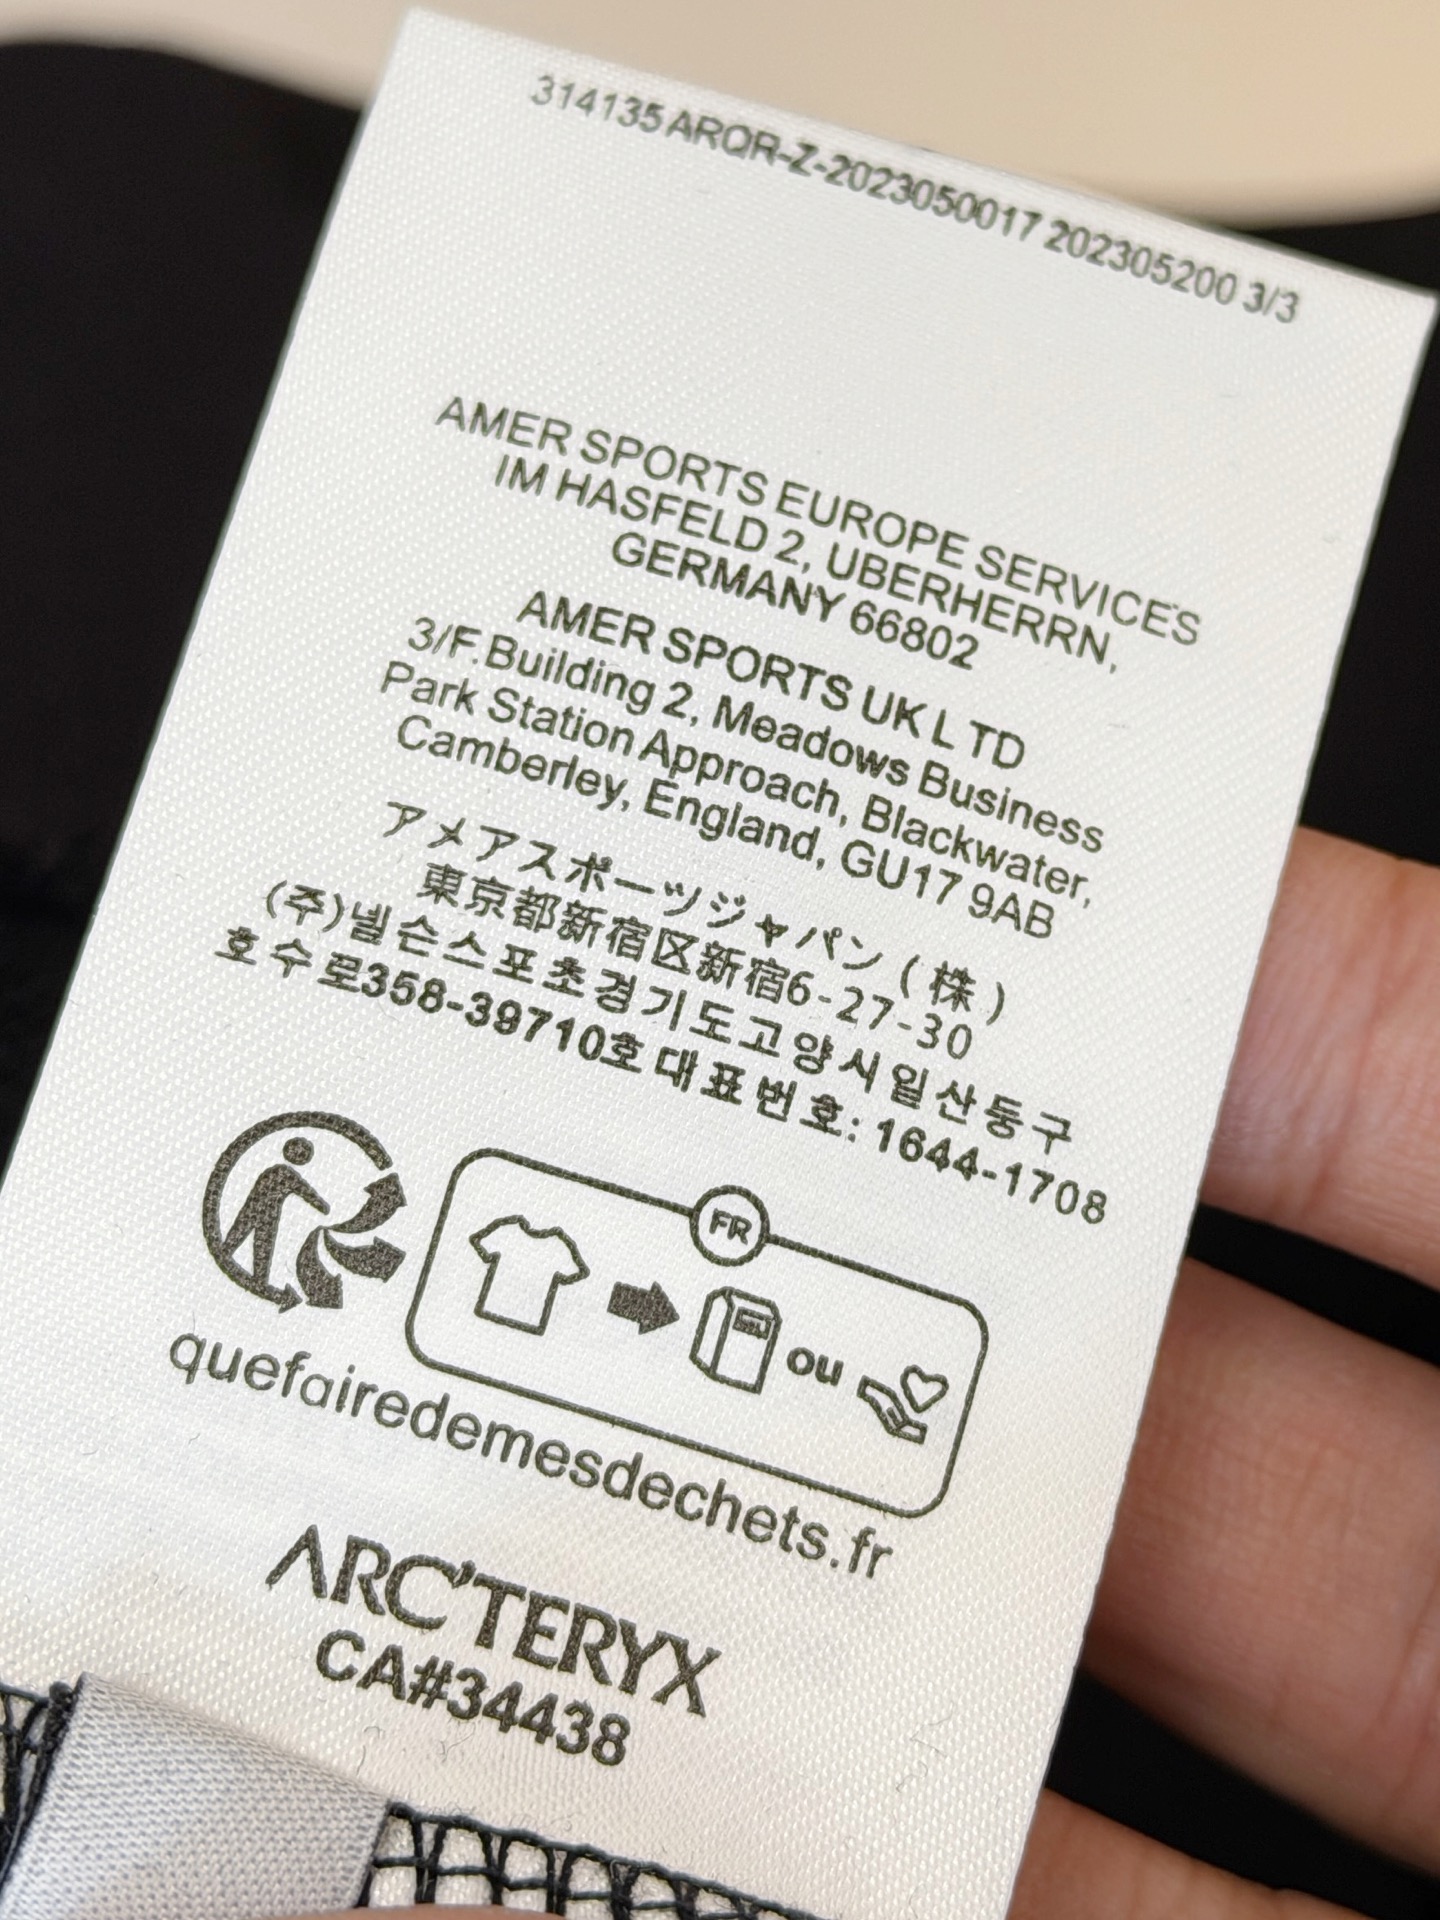 314135 ARQR-Z-2023050017 202305200 3/3
AMER SPORTS EUROPE SERVICES
IM HASFELD 2, UBERHERRN,
GERMANY 66802
AMER SPORTS UK L TD
3/F.Building 2, Meadows Business
Park Station Approach, Blackwater,
Camberley, England, GU17 9AB
アメアスポーツジャパン（株）
東京都新宿区新宿6-27-30
(주)넬슨스포츠경기도고양시일산동구
호수로358-39710호대표번호: 1644-1708
FR
ou
quefairedemesdechets.fr
ARC'TERYX
CA#34438